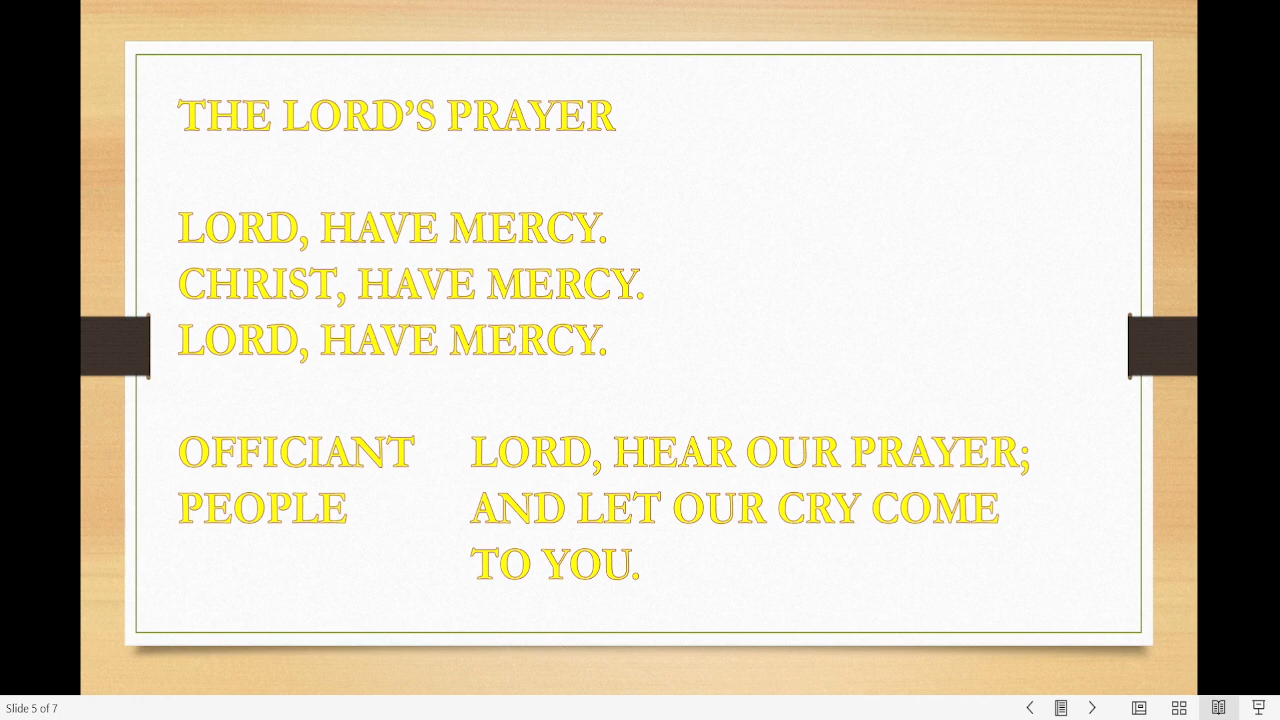 THE LORD’S PRAYER
LORD, HAVE MERCY.
CHRIST, HAVE MERCY.
LORD, HAVE MERCY.
OFFICIANT LORD, HEAR OUR PRAYER;
PEOPLE AND LET OUR CRY COME
TO YOU.
Slide 5 of 7